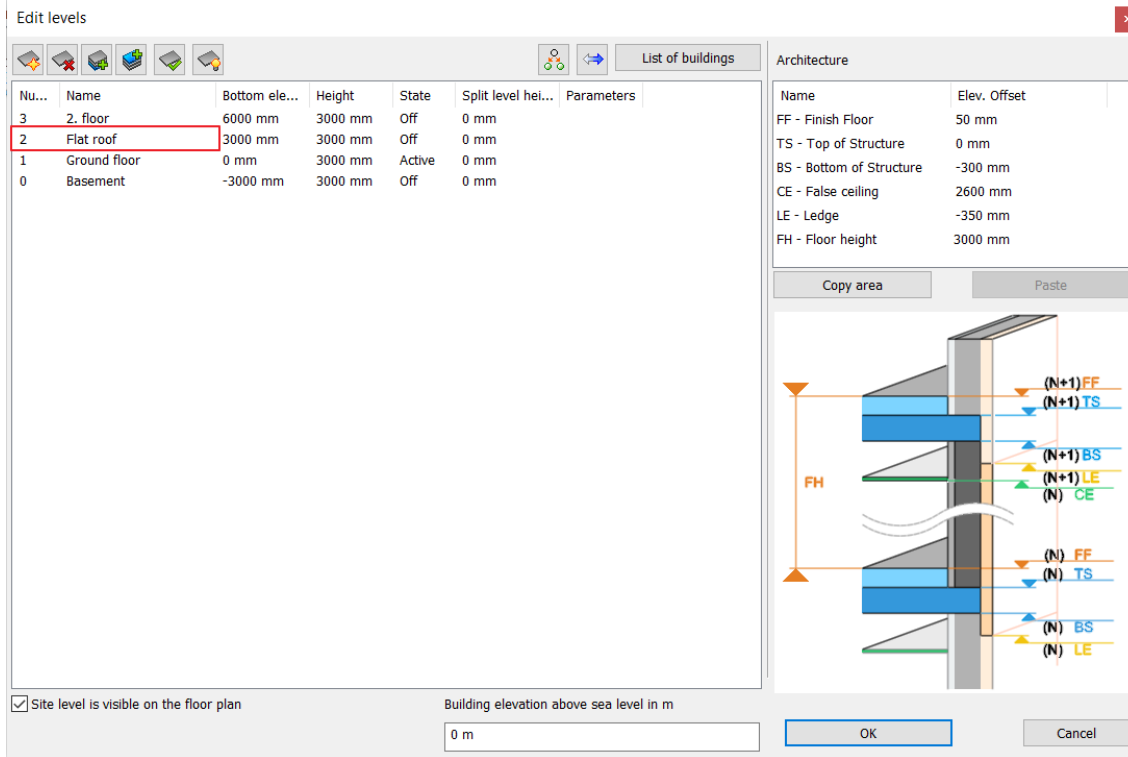 Edit levels
List of buildings
Nu... Name Bottom ele... Height State Split level hei... Parameters
3 2. floor 6000 mm 3000 mm Off 0 mm
2 Flat roof 3000 mm 3000 mm Off 0 mm
1 Ground floor 0 mm 3000 mm Active 0 mm
0 Basement -3000 mm 3000 mm Off 0 mm
Site level is visible on the floor plan
Building elevation above sea level in m
0 m
Architecture
Name Elev. Offset
FF - Finish Floor 50 mm
TS - Top of Structure 0 mm
BS - Bottom of Structure -300 mm
CE - False ceiling 2600 mm
LE - Ledge -350 mm
FH - Floor height 3000 mm
Copy area Paste
(N+1) FF
(N+1) TS
(N+1) BS
(N+1) LE
FH
(N) CE
(N) FF
(N) TS
(N) BS
(N) LE
OK Cancel